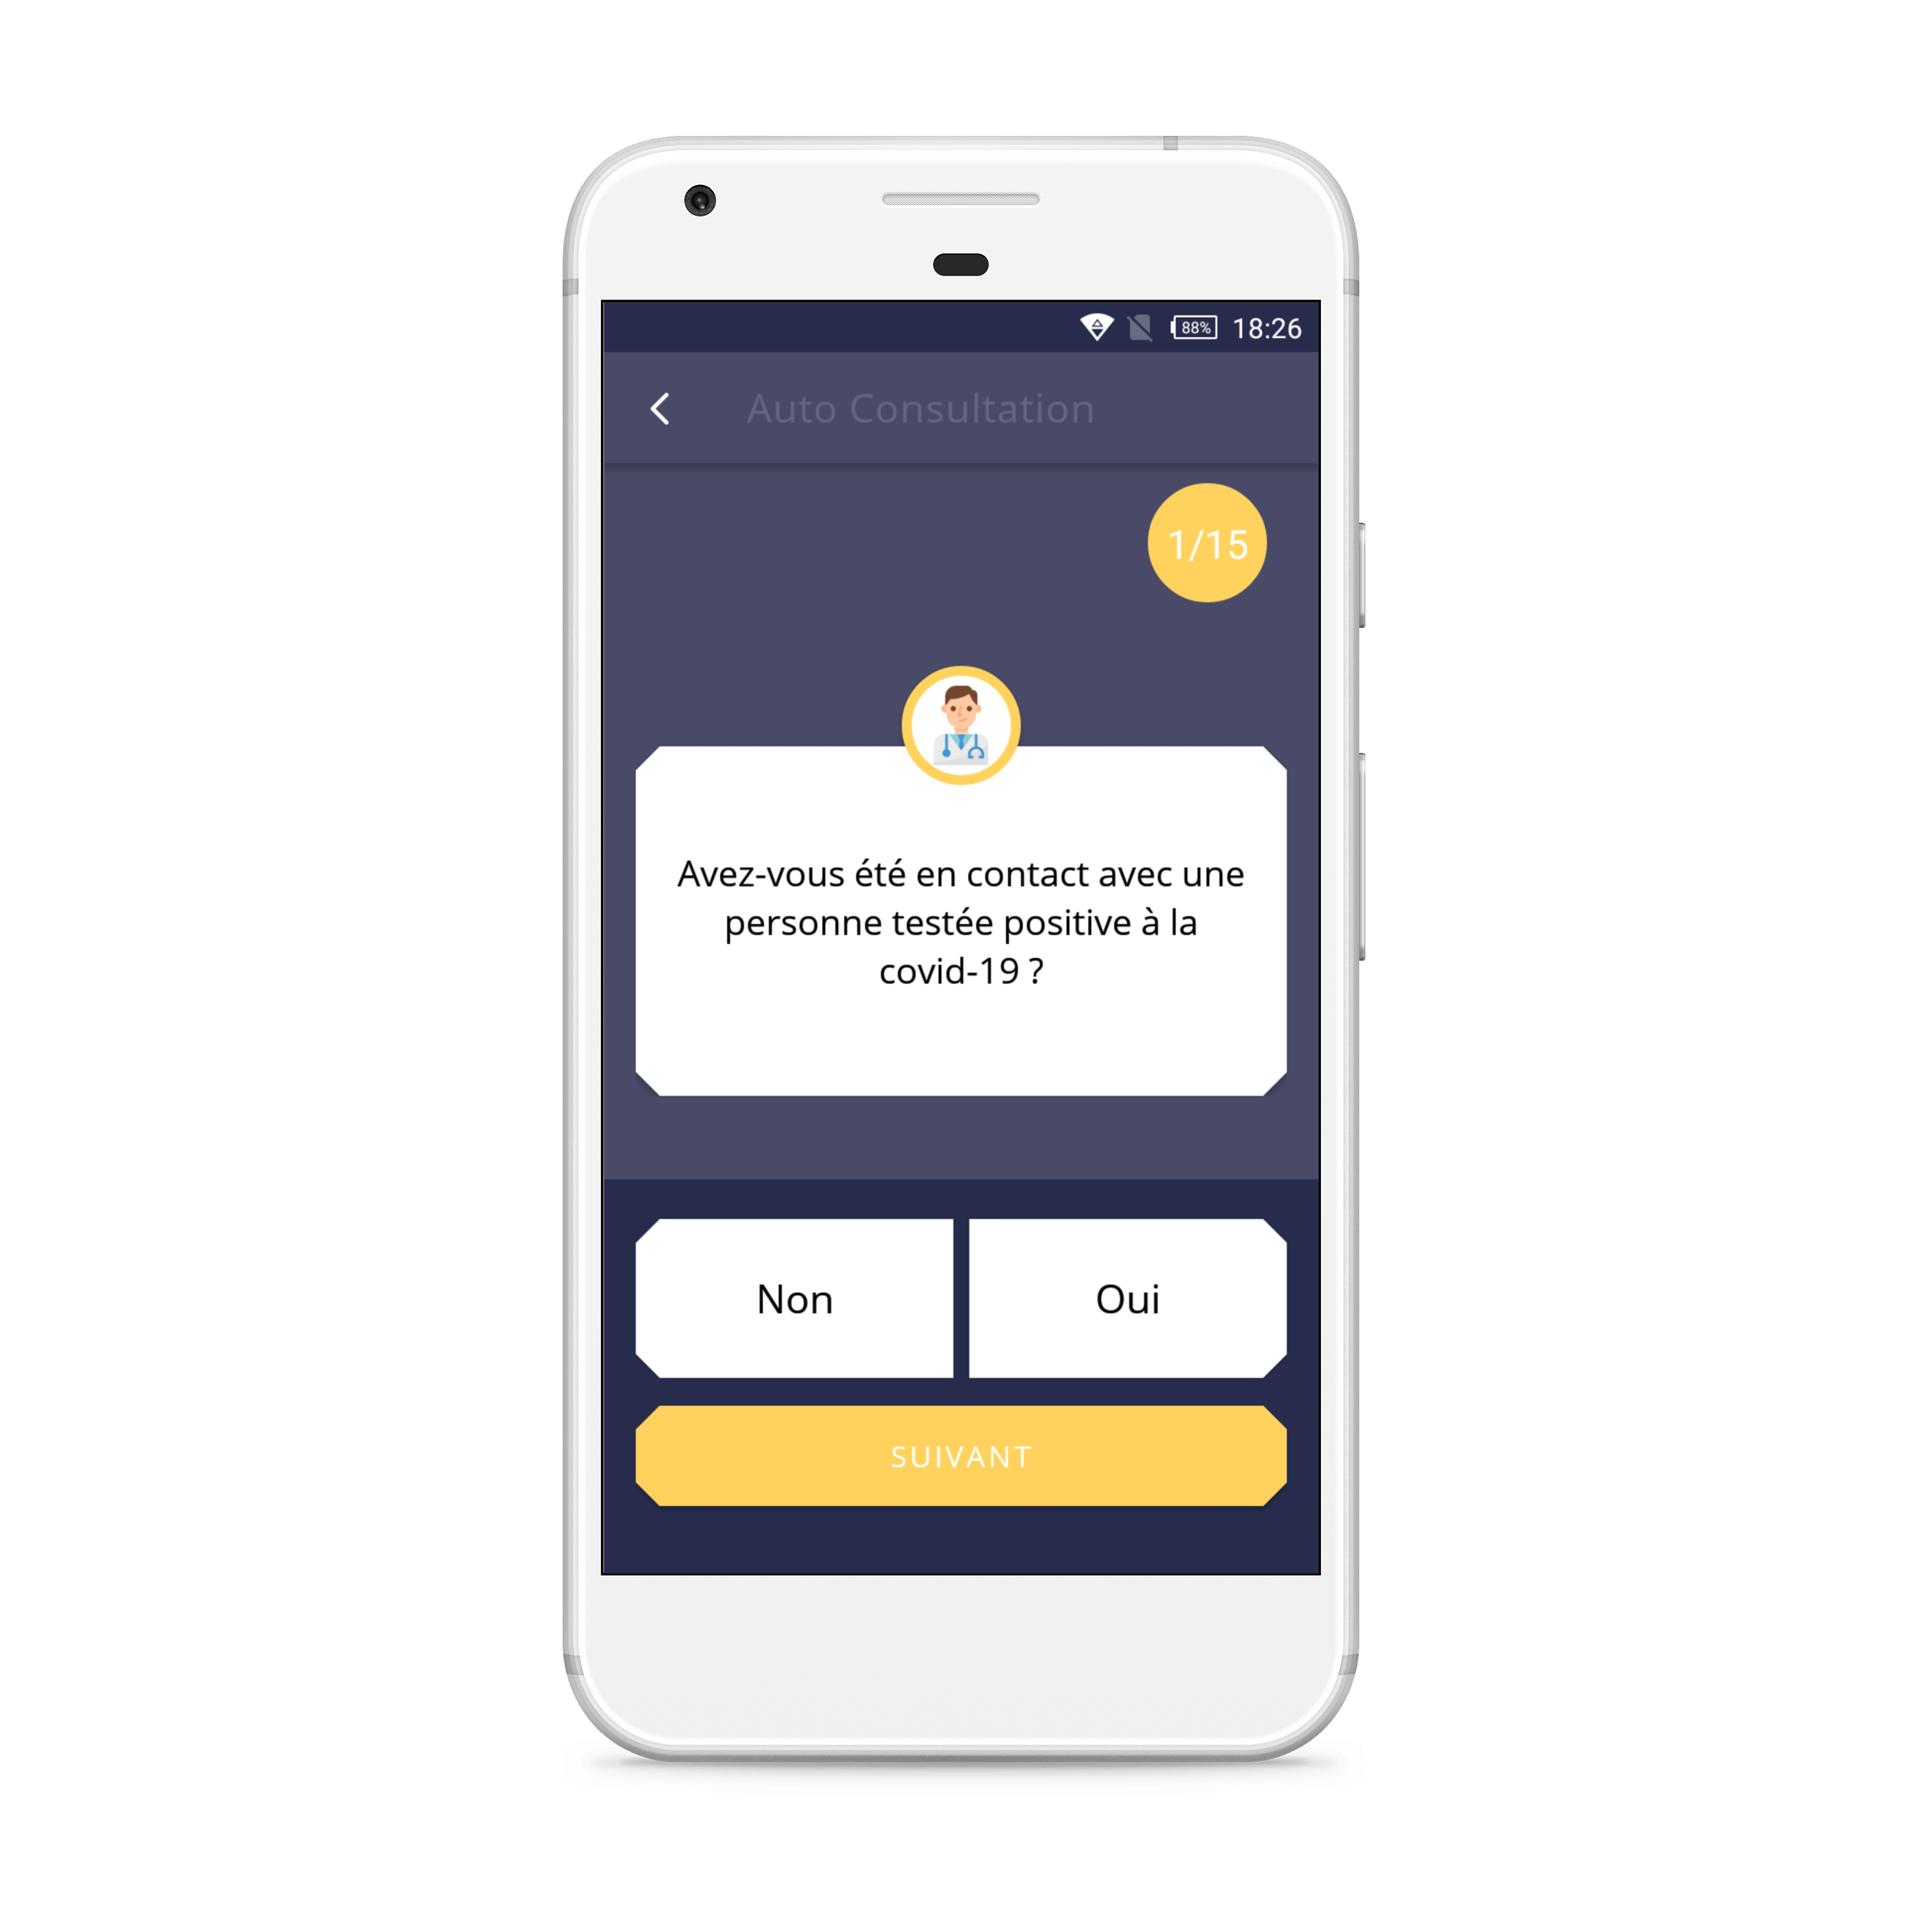 88% 18:26
Auto Consultation
1/15
Avez-vous été en contact avec une
personne testée positive à la
covid-19 ?
Non Oui
SUIVANT